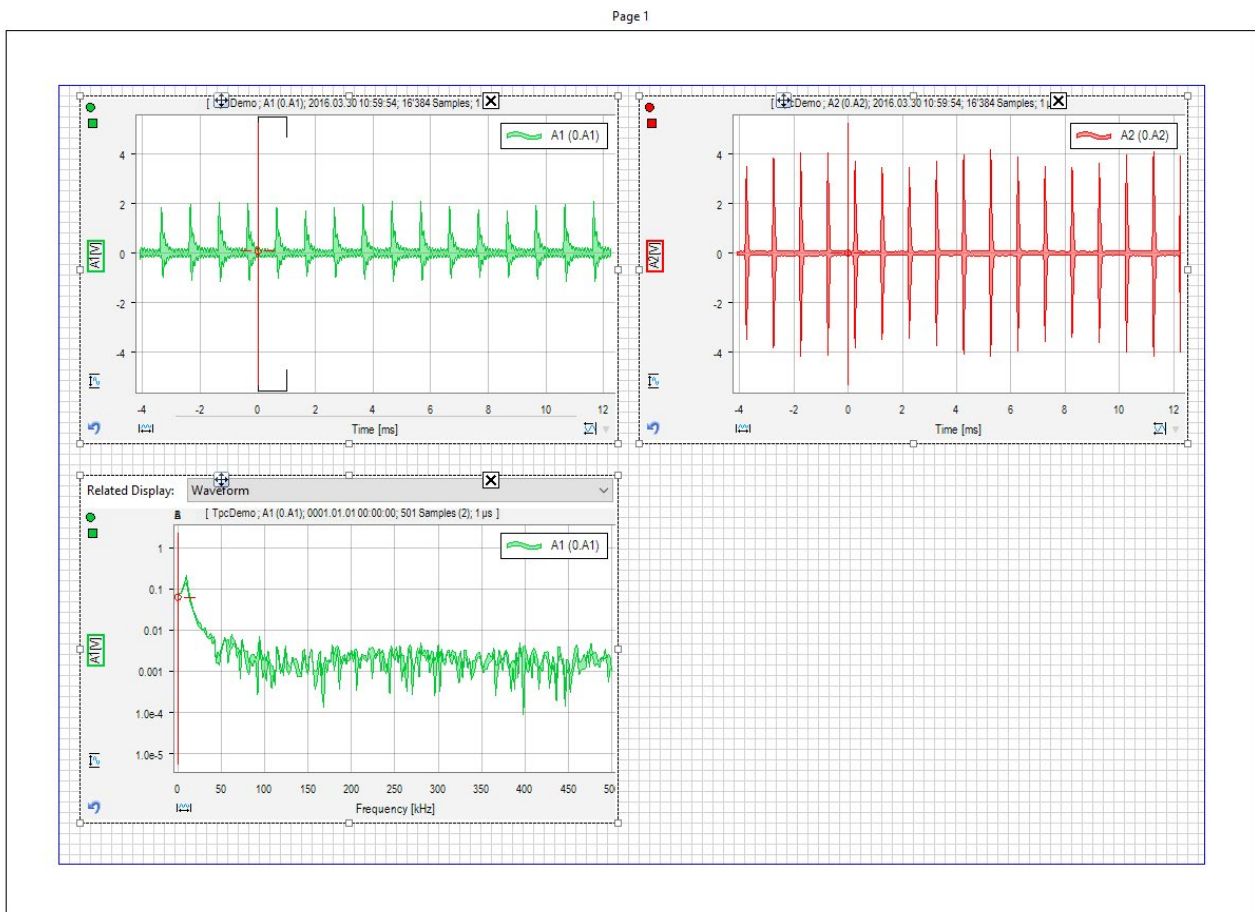 Page 1
[ Demo ; A1 (0.A1); 2016.03.30 10:59:54; 16'384 Samples; 1
A1 (0.A1)
4
2
0
-2
-4
A1[V]
-4 -2 0 2 4 6 8 10 12
Time [ms]
[ cDemo ; A2 (0.A2); 2016.03.30 10:59:54; 16'384 Samples; 1 µ
A2 (0.A2)
4
2
0
-2
-4
A2[V]
-4 -2 0 2 4 6 8 10 12
Time [ms]
Related Display: Waveform
[ TpcDemo ; A1 (0.A1); 0001.01.01 00:00:00; 501 Samples (2); 1 µs ]
A1 (0.A1)
1
0.1
0.01
0.001
1.0e-4
1.0e-5
A1[V]
0 50 100 150 200 250 300 350 400 450 50
Frequency [kHz]